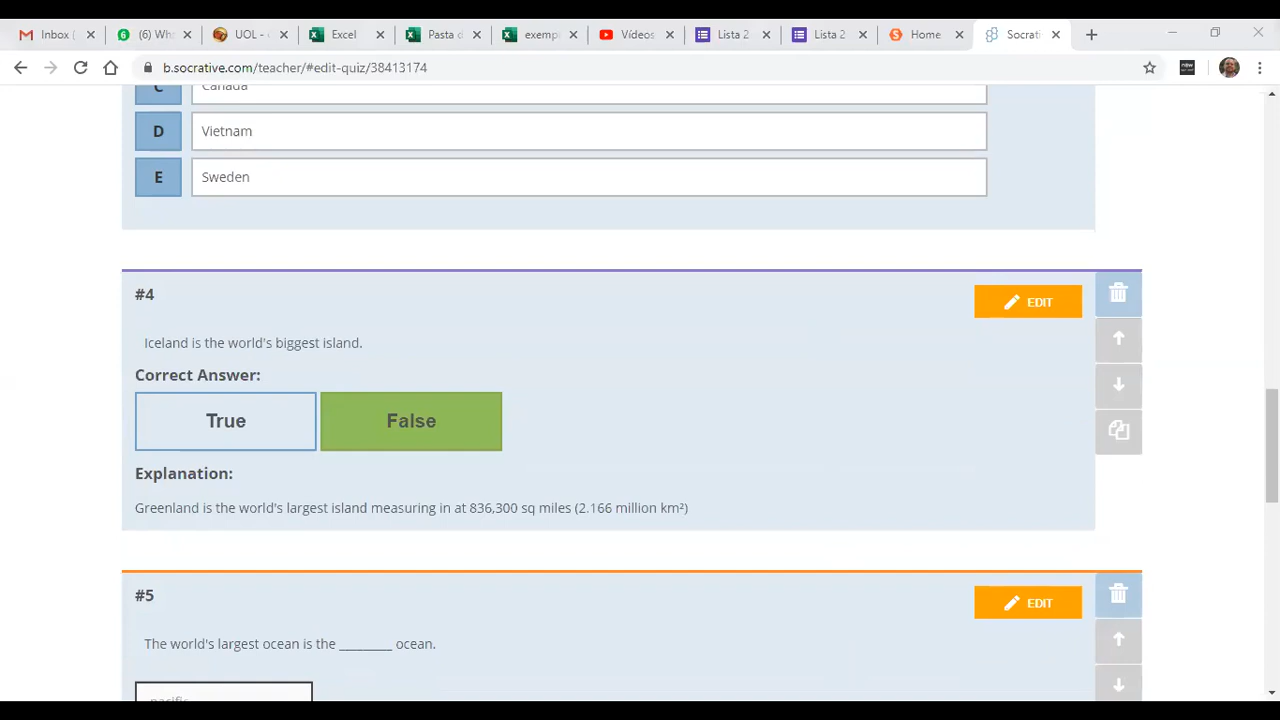 Inbox (
(6) Wh
UOL -
Excel
Pasta d
exemp
Vídeos
Lista 2
Lista 2
Home
Socrati
b.socrative.com/teacher/#edit-quiz/38413174
C Canada
D Vietnam
E Sweden
#4
EDIT
Iceland is the world's biggest island.
Correct Answer:
True False
Explanation:
Greenland is the world's largest island measuring in at 836,300 sq miles (2.166 million km²)
#5
EDIT
The world's largest ocean is the ________ ocean.
pacific